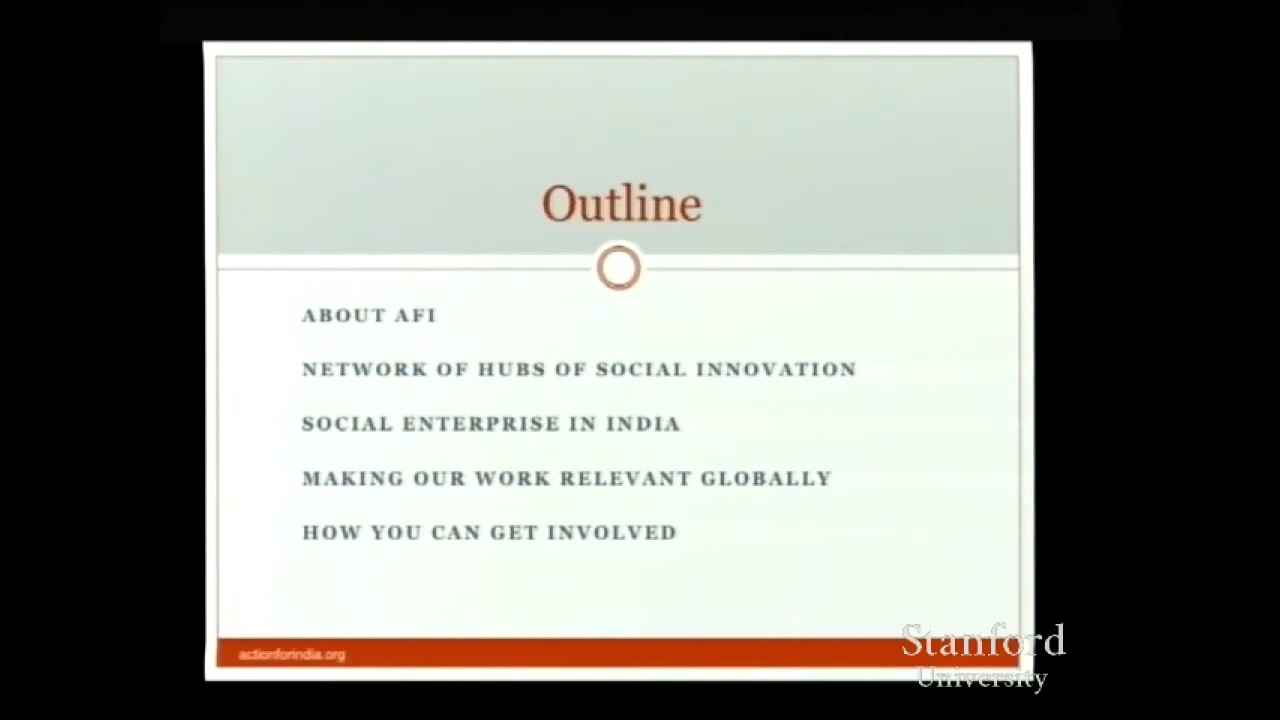 Outline
ABOUT AFI
NETWORK OF HUBS OF SOCIAL INNOVATION
SOCIAL ENTERPRISE IN INDIA
MAKING OUR WORK RELEVANT GLOBALLY
HOW YOU CAN GET INVOLVED
actionforindia.org
Stanford
University